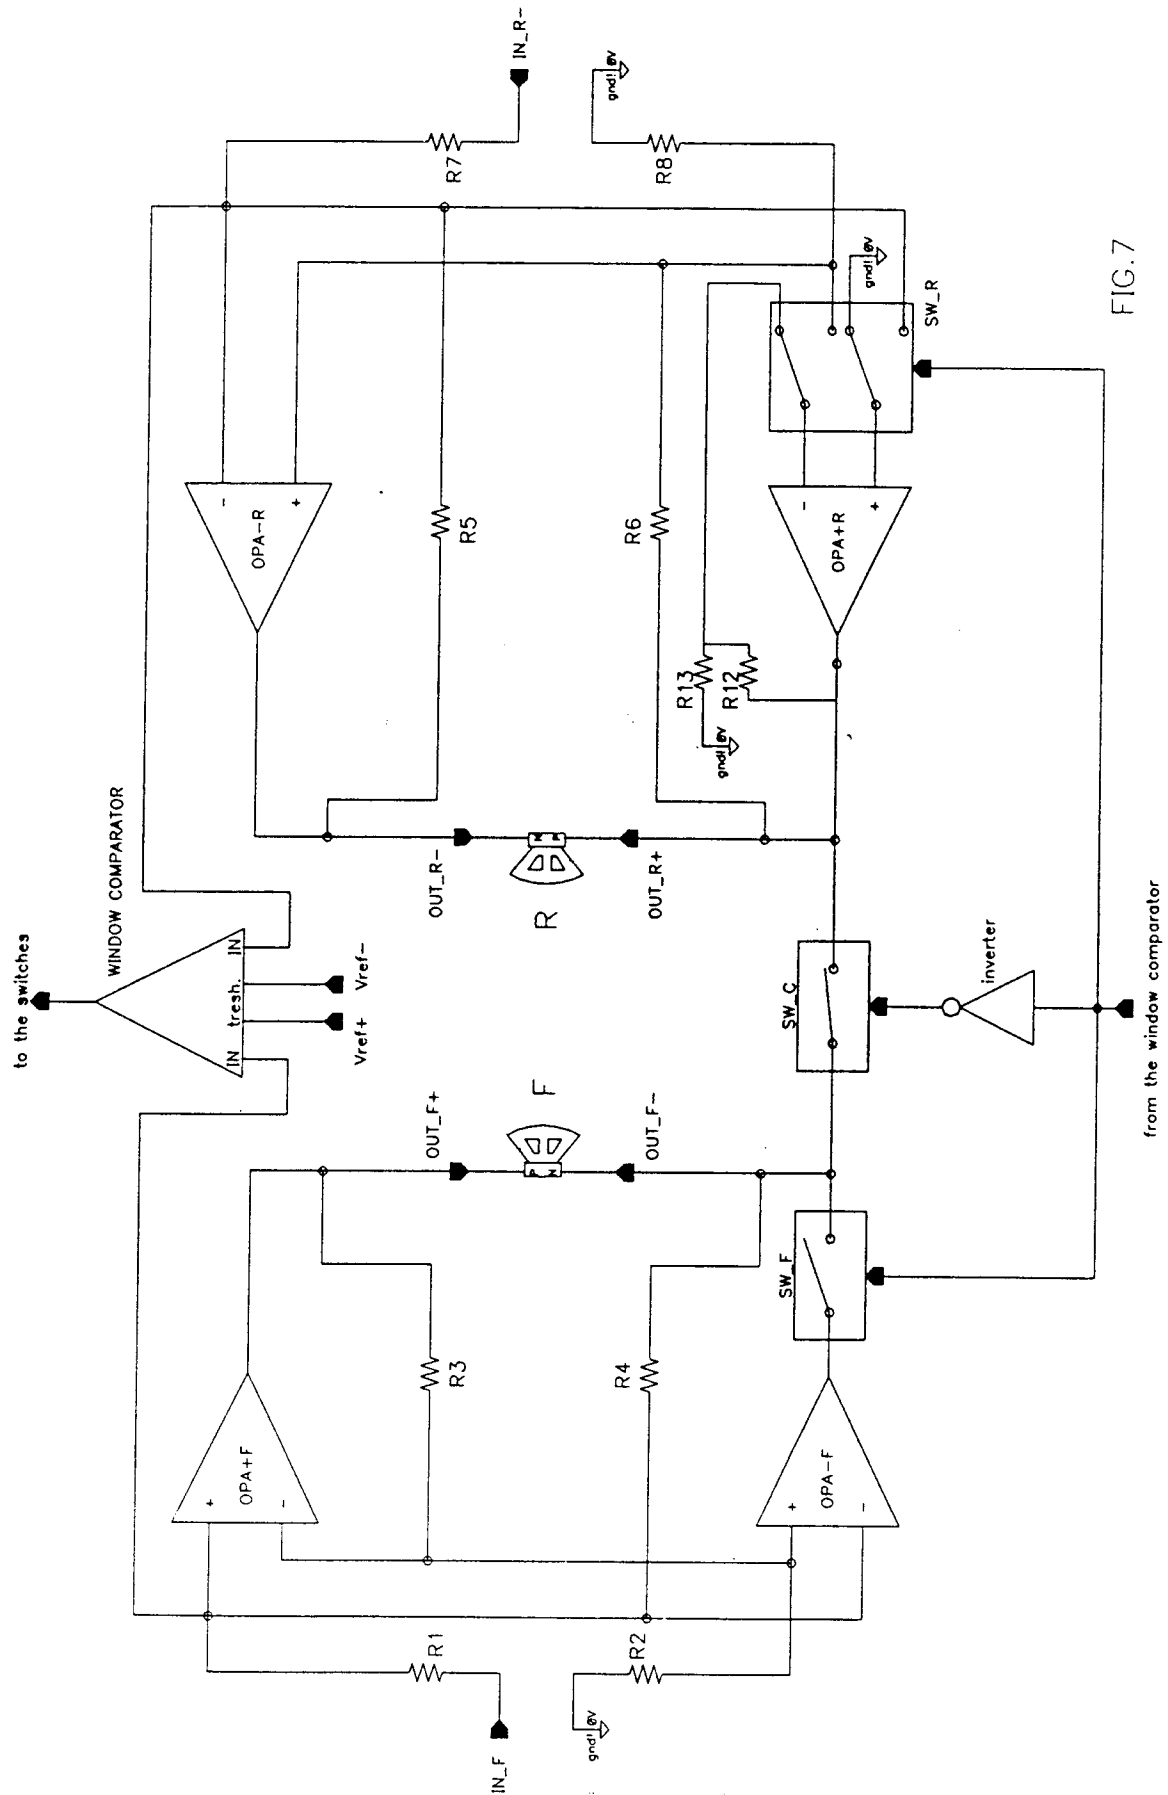 to the switches
WINDOW COMPARATOR
IN
tresh.
IN
Vref+
Vref-
IN_F
R1
R2
gnd! 0V
+
-
OPA+F
+
-
OPA-F
R3
R4
OUT_F+
OUT_F-
P
N
F
SW_F
SW_C
inverter
from the window comparator
R
N
P
OUT_R-
OUT_R+
gnd! 0V
R13
R12
OPA-R
-
+
R5
R6
OPA+R
-
+
SW_R
gnd! 0V
R7
R8
IN_R-
gnd! 0V
FIG.7